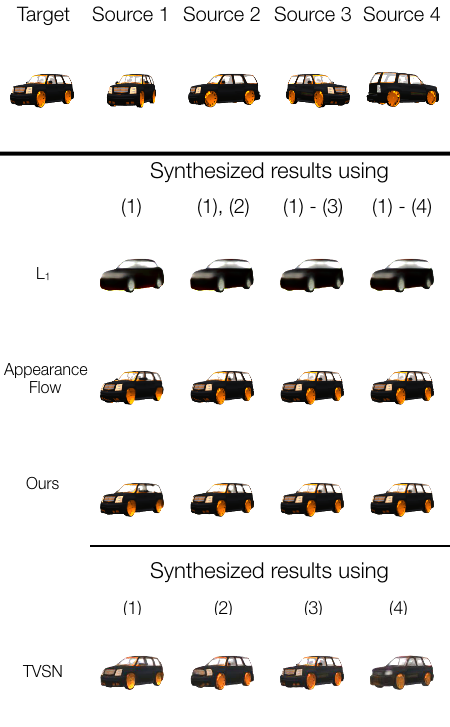 Target Source 1 Source 2 Source 3 Source 4
Synthesized results using
(1) (1), (2) (1) - (3) (1) - (4)
L₁
Appearance
Flow
Ours
Synthesized results using
(1) (2) (3) (4)
TVSN